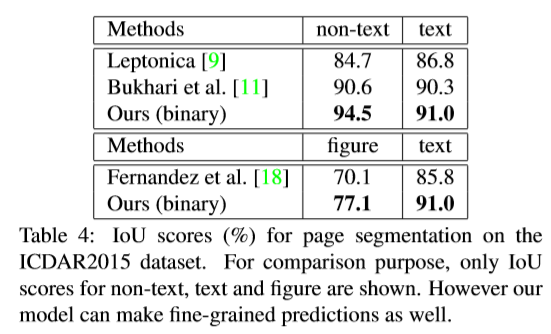 Methods non-text text
Leptonica [9] 84.7 86.8
Bukhari et al. [11] 90.6 90.3
Ours (binary) 94.5 91.0
Methods figure text
Fernandez et al. [18] 70.1 85.8
Ours (binary) 77.1 91.0
Table 4: IoU scores (%) for page segmentation on the
ICDAR2015 dataset. For comparison purpose, only IoU
scores for non-text, text and figure are shown. However our
model can make fine-grained predictions as well.